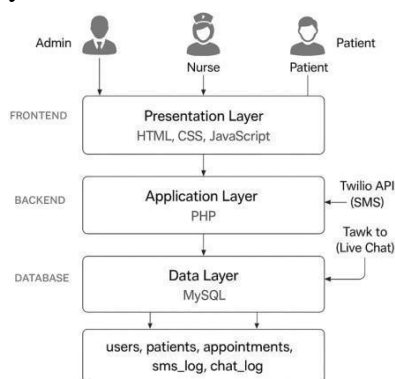 Admin
Patient
Nurse
Patient
FRONTEND
Presentation Layer
HTML, CSS, JavaScript
BACKEND
Application Layer
PHP
Twilio API
(SMS)
Tawk to
(Live Chat)
DATABASE
Data Layer
MySQL
users, patients, appointments,
sms_log, chat_log